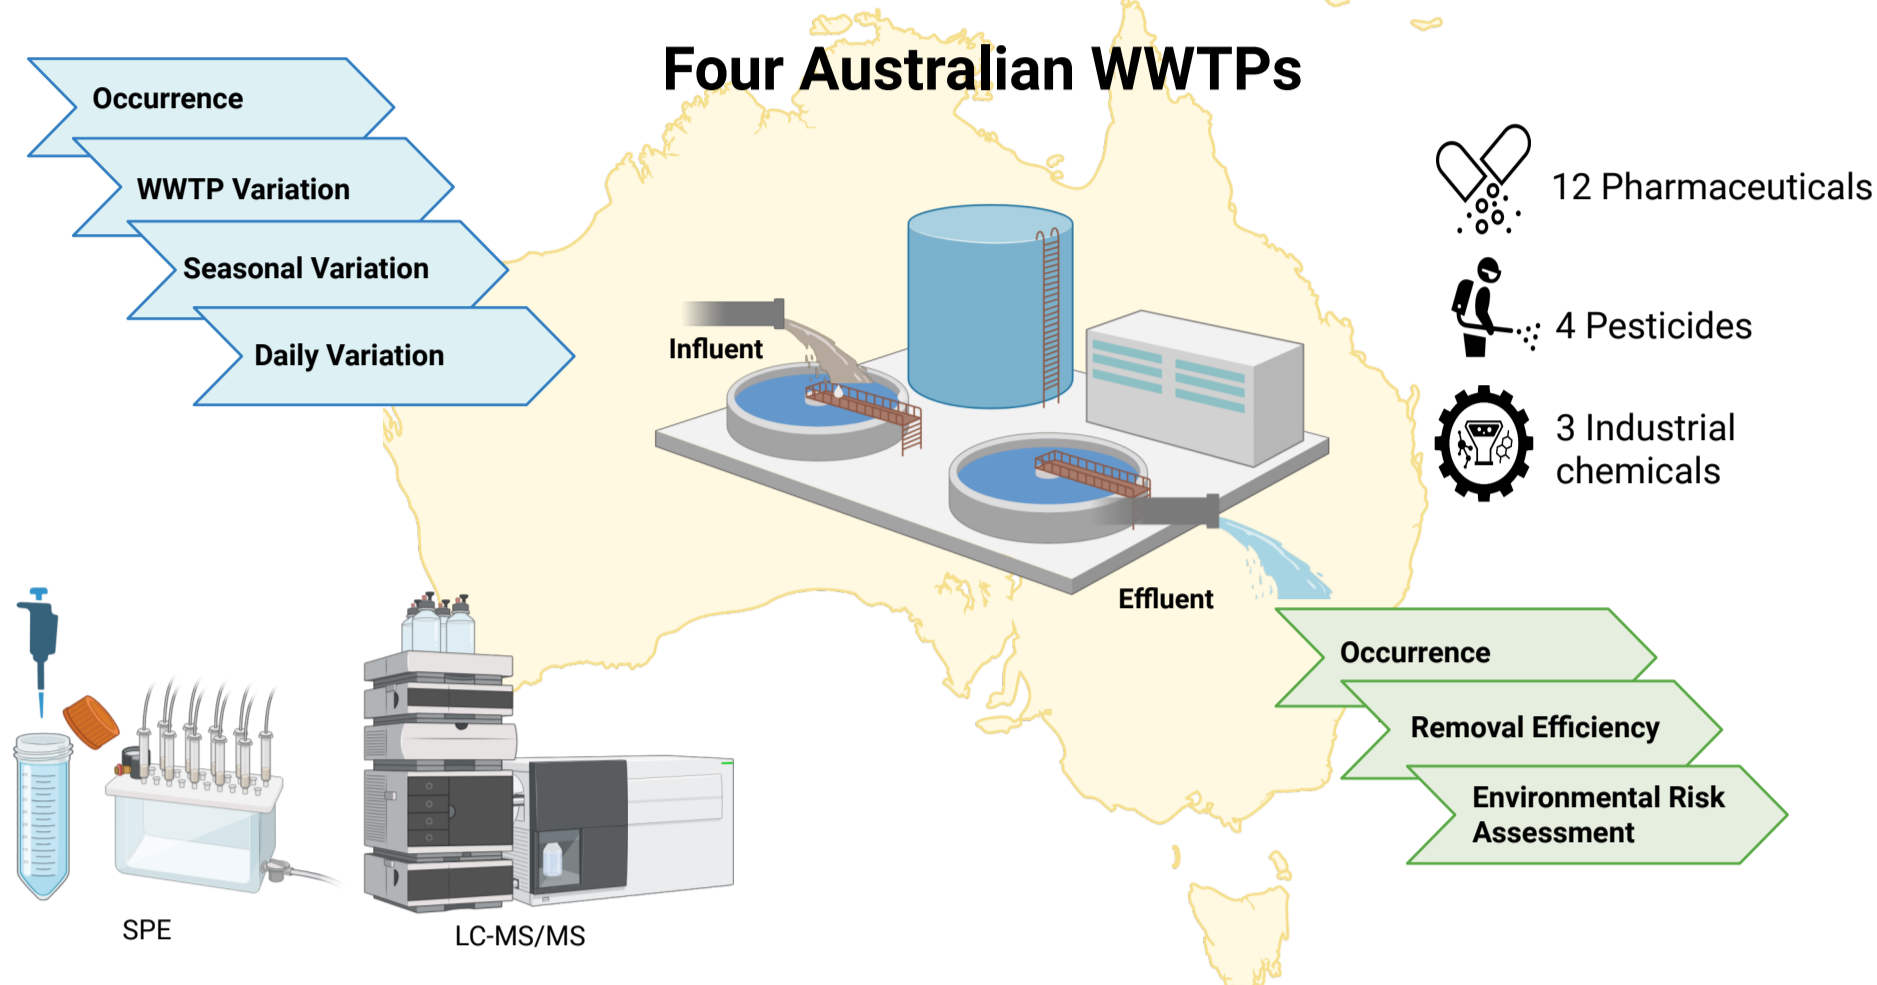 Four Australian WWTPs
Occurrence
WWTP Variation
Seasonal Variation
Daily Variation
Influent
Effluent
12 Pharmaceuticals
4 Pesticides
3 Industrial
chemicals
Occurrence
Removal Efficiency
Environmental Risk
Assessment
SPE
LC-MS/MS